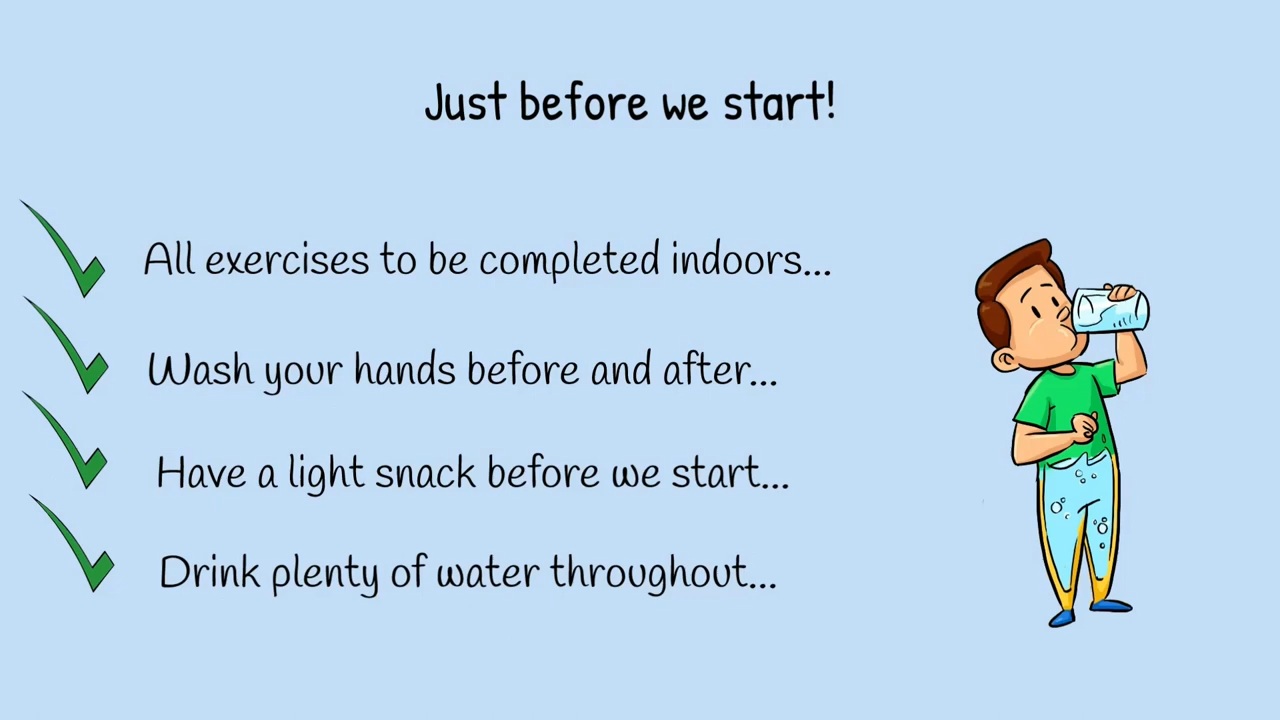 Just before we start!
All exercises to be completed indoors...
Wash your hands before and after...
Have a light snack before we start...
Drink plenty of water throughout...